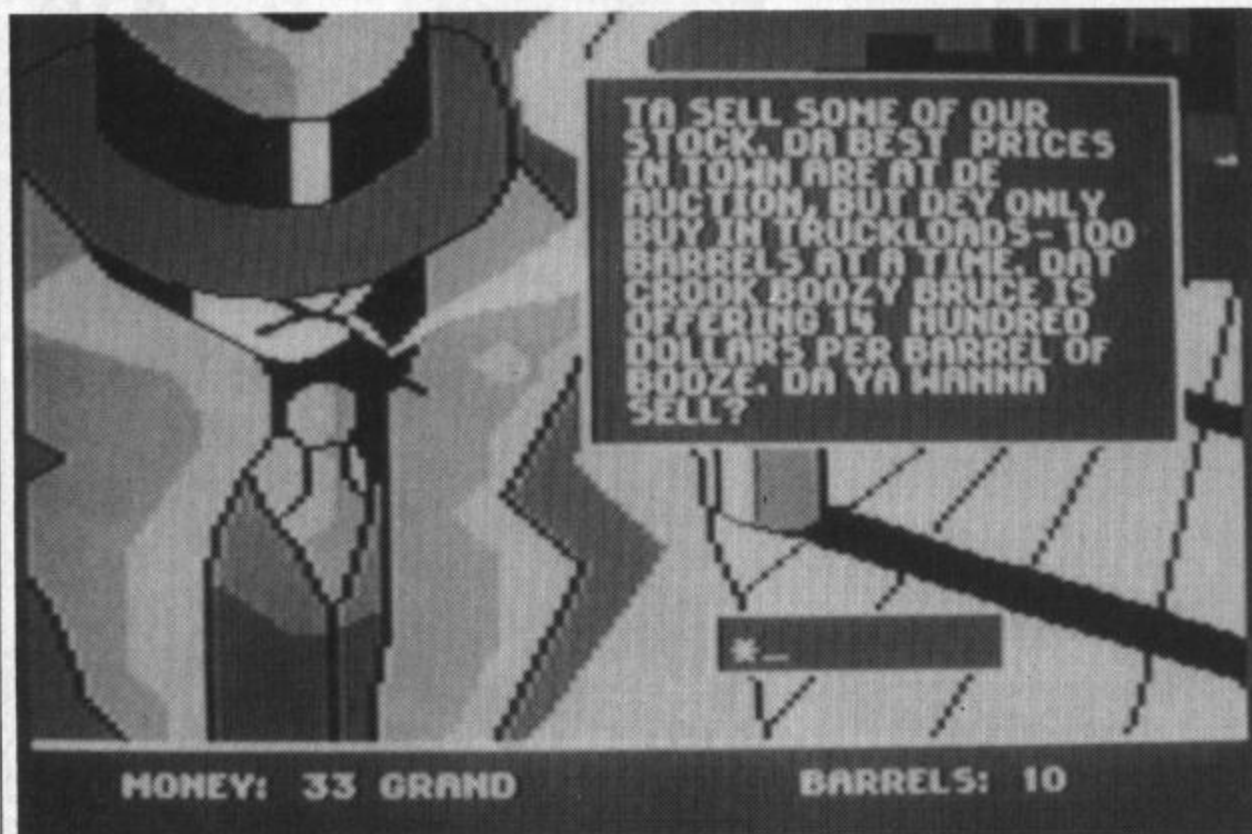 TA SELL SOME OF OUR
STOCK. DA BEST PRICES
IN TOWN ARE AT DE
AUCTION, BUT DEY ONLY
BUY IN TRUCKLOADS- 100
BARRELS AT A TIME. DAT
CROOK BOOZY BRUCE IS
OFFERING 14 HUNDRED
DOLLARS PER BARREL OF
BOOZE. DA YA WANNA
SELL?
*_
MONEY: 33 GRAND BARRELS: 10